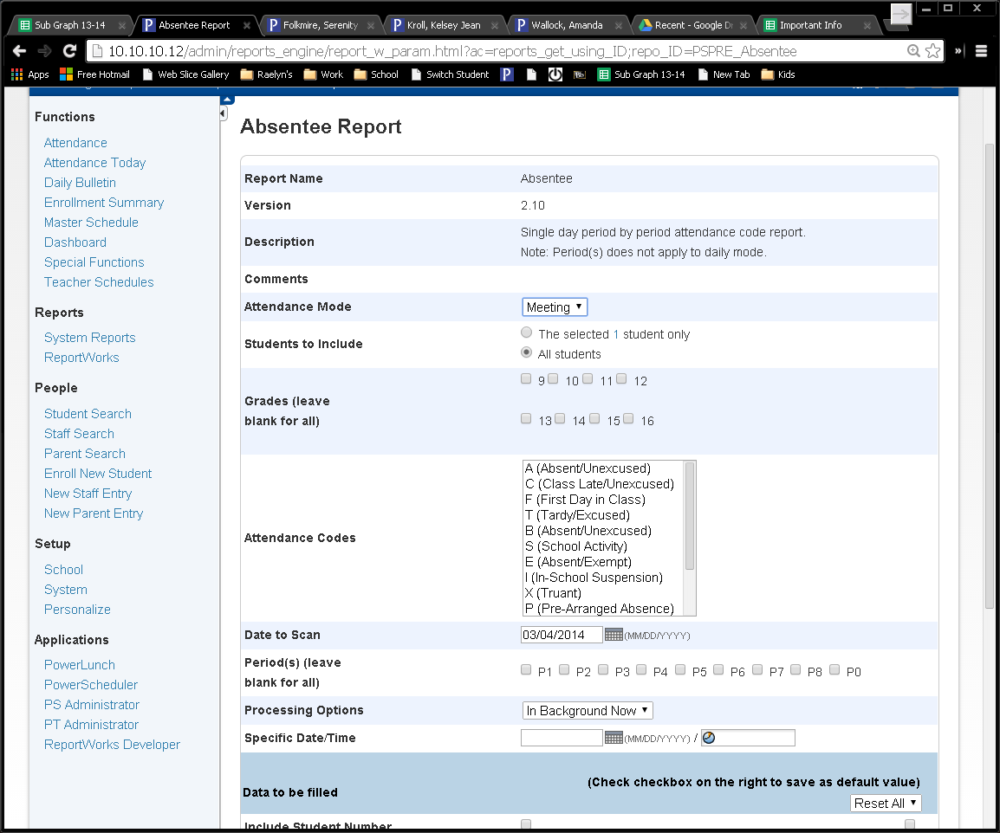 Sub Graph 13-14
Absentee Report
Folkmire, Serenity
Kroll, Kelsey Jean
Wallock, Amanda
Recent - Google Dr
Important Info
10.10.10.12/admin/reports_engine/report_w_param.html?ac=reports_get_using_ID;repo_ID=PSPRE_Absentee
Apps Free Hotmail Web Slice Gallery Raelyn's Work School Switch Student Sub Graph 13-14 New Tab Kids
Functions
Attendance
Attendance Today
Daily Bulletin
Enrollment Summary
Master Schedule
Dashboard
Special Functions
Teacher Schedules
Reports
System Reports
ReportWorks
People
Student Search
Staff Search
Parent Search
Enroll New Student
New Staff Entry
New Parent Entry
Setup
School
System
Personalize
Applications
PowerLunch
PowerScheduler
PS Administrator
PT Administrator
ReportWorks Developer
Absentee Report
Report Name Absentee
Version 2.10
Description Single day period by period attendance code report.
Note: Period(s) does not apply to daily mode.
Comments
Attendance Mode Meeting
Students to Include The selected 1 student only
All students
Grades (leave
blank for all)
9 10 11 12
13 14 15 16
Attendance Codes
A (Absent/Unexcused)
C (Class Late/Unexcused)
F (First Day in Class)
T (Tardy/Excused)
B (Absent/Unexcused)
S (School Activity)
E (Absent/Exempt)
I (In-School Suspension)
X (Truant)
P (Pre-Arranged Absence)
Date to Scan 03/04/2014 (MM/DD/YYYY)
Period(s) (leave
blank for all)
P1 P2 P3 P4 P5 P6 P7 P8 P0
Processing Options In Background Now
Specific Date/Time (MM/DD/YYYY) /
Data to be filled (Check checkbox on the right to save as default value)
Reset All
Include Student Number